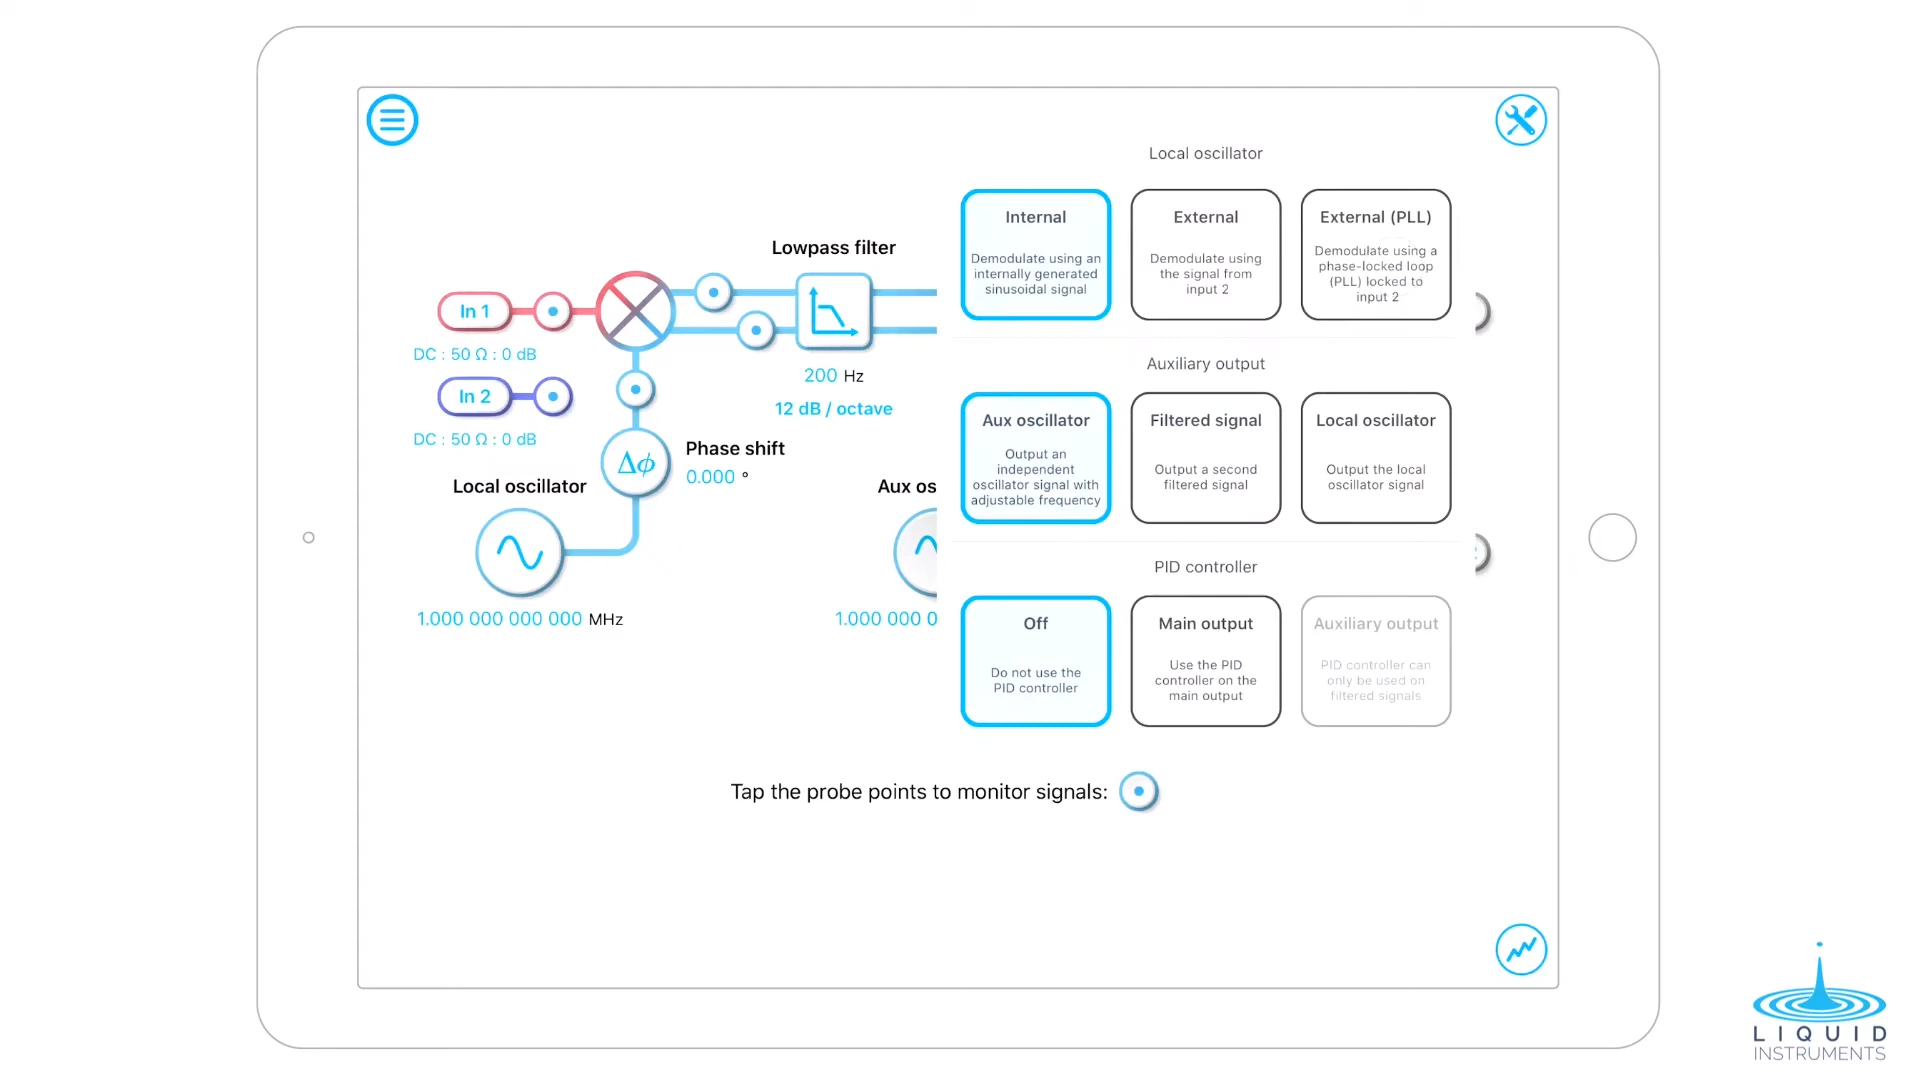 Local oscillator
Internal
Demodulate using an
internally generated
sinusoidal signal
External
Demodulate using
the signal from
input 2
External (PLL)
Demodulate using a
phase-locked loop
(PLL) locked to
input 2
Lowpass filter
In 1
DC : 50 Ω : 0 dB
200 Hz
12 dB / octave
In 2
DC : 50 Ω : 0 dB
Δϕ
Phase shift
0.000 °
Local oscillator
1.000 000 000 000 MHz
Aux os
1.000 000 0
Auxiliary output
Aux oscillator
Output an
independent
oscillator signal with
adjustable frequency
Filtered signal
Output a second
filtered signal
Local oscillator
Output the local
oscillator signal
PID controller
Off
Do not use the
PID controller
Main output
Use the PID
controller on the
main output
Auxiliary output
PID controller can
only be used on
filtered signals
Tap the probe points to monitor signals:
LIQUID
INSTRUMENTS